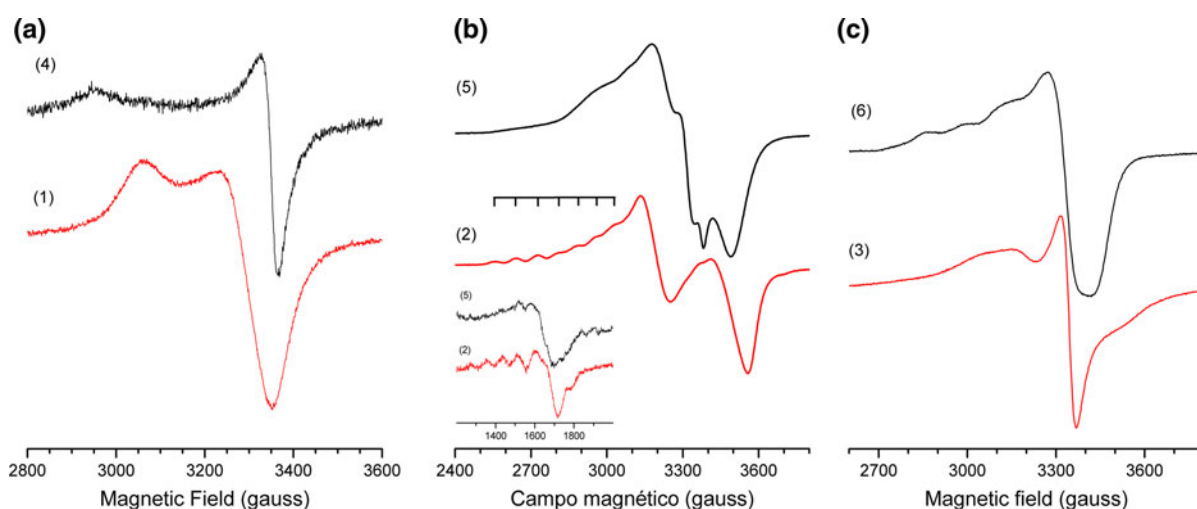 (a)
(4)
(1)
2800 3000 3200 3400 3600
Magnetic Field (gauss)
(b)
(5)
(2)
(5)
(2)
1400 1600 1800
2400 2700 3000 3300 3600
Campo magnético (gauss)
(c)
(6)
(3)
2700 3000 3300 3600
Magnetic field (gauss)